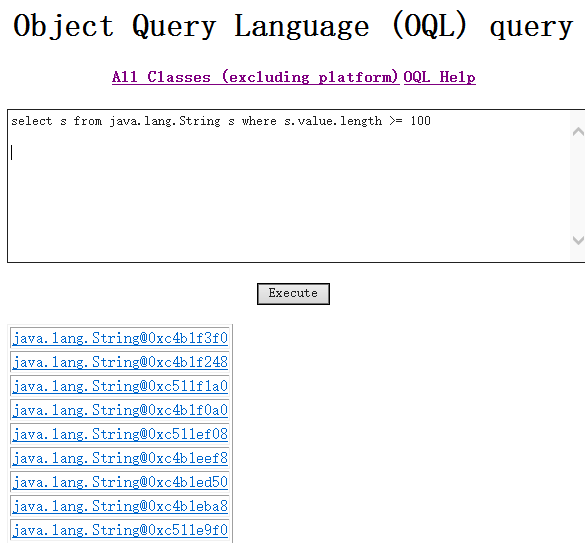 Object Query Language (OQL) query
All Classes (excluding platform) OQL Help
select s from java.lang.String s where s.value.length >= 100
Execute
java.lang.String@0xc4b1f3f0
java.lang.String@0xc4b1f248
java.lang.String@0xc511f1a0
java.lang.String@0xc4b1f0a0
java.lang.String@0xc511ef08
java.lang.String@0xc4b1eef8
java.lang.String@0xc4b1ed50
java.lang.String@0xc4b1eba8
java.lang.String@0xc511e9f0